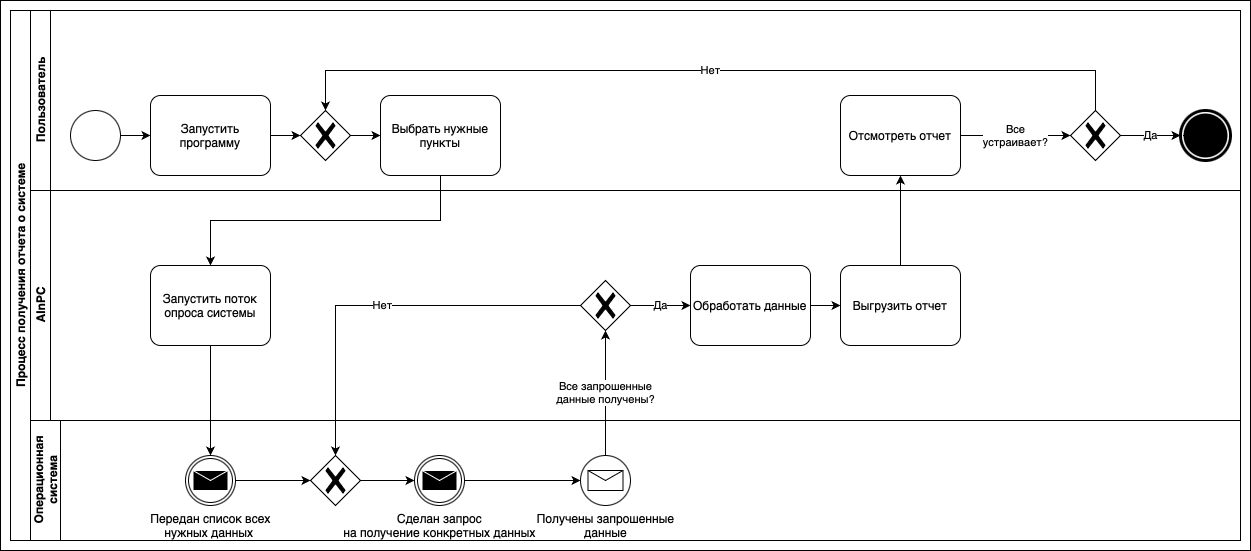 Процесс получения отчета о системе
Пользователь
Нет
Запустить
программу
Выбрать нужные
пункты
Отсмотреть отчет
Все
устраивает?
Да
AInPC
Запустить поток
опроса системы
Нет
Да
Обработать данные
Выгрузить отчет
Все запрошенные
данные получены?
Операционная
система
Передан список всех
нужных данных
Сделан запрос
на получение конкретных данных
Получены запрошенные
данные